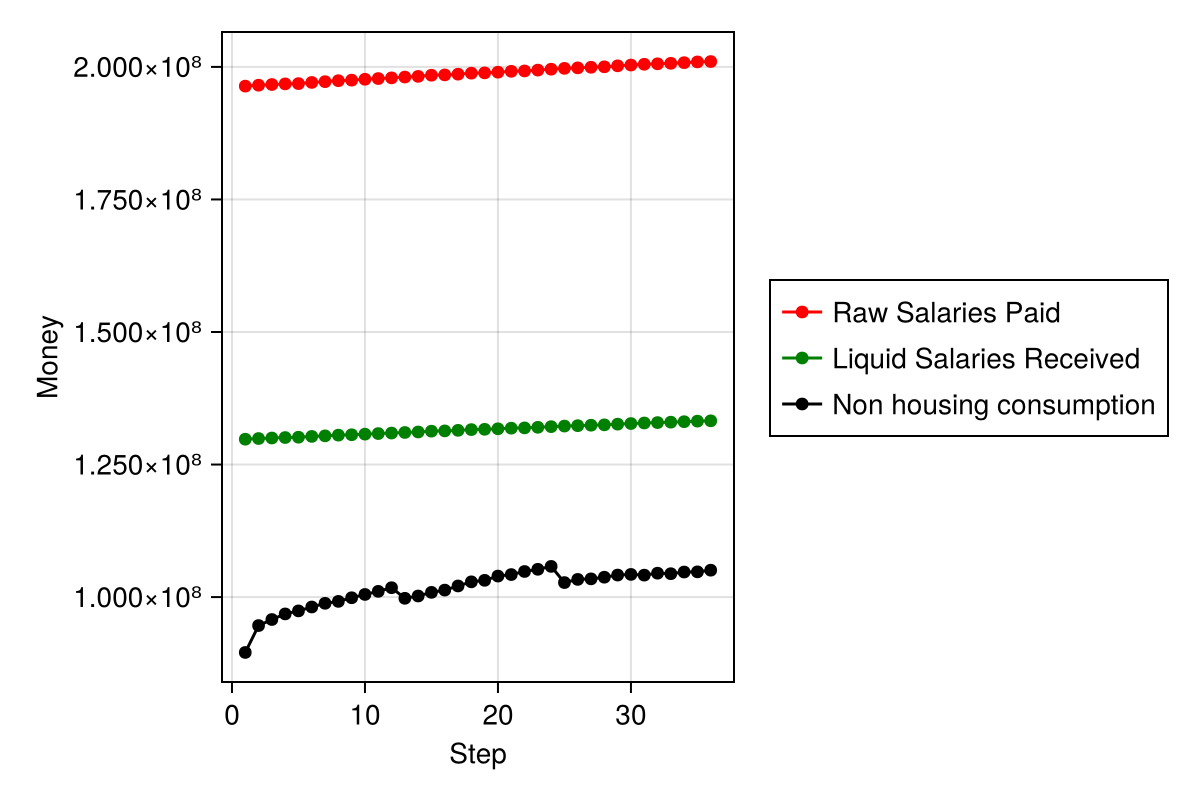 2.000×10⁸
1.750×10⁸
1.500×10⁸
1.250×10⁸
1.000×10⁸
Money
0 10 20 30
Step
Raw Salaries Paid
Liquid Salaries Received
Non housing consumption